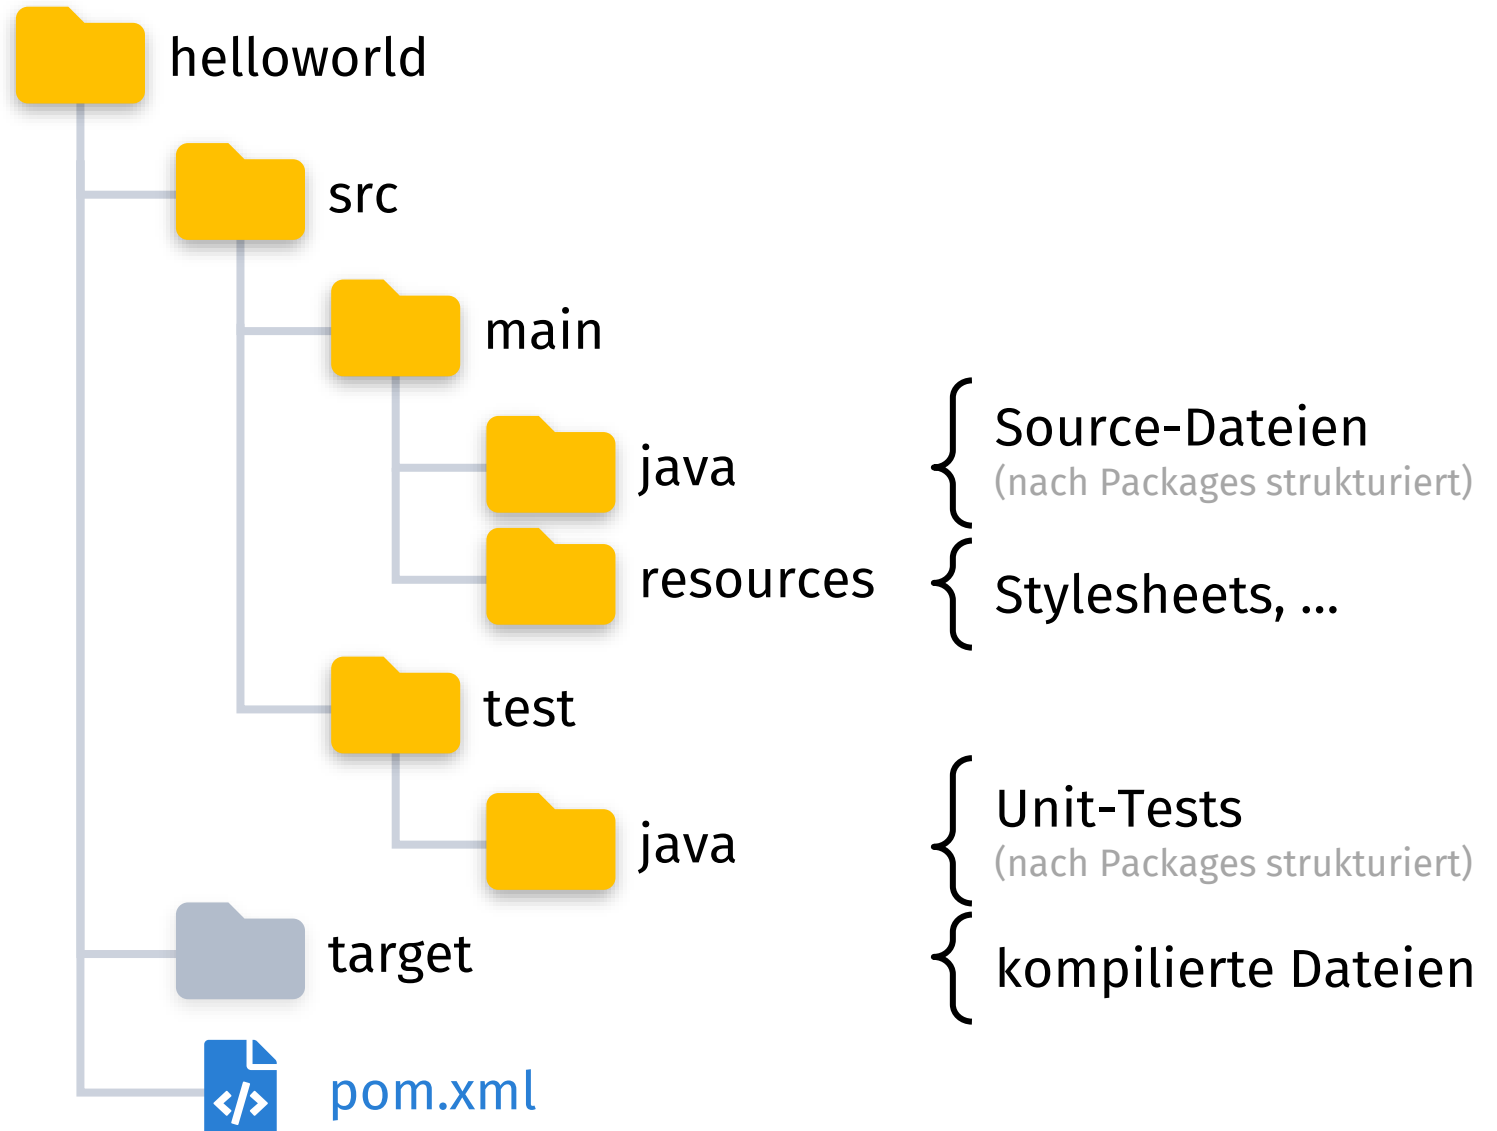 helloworld
src
main
java
Source-Dateien
(nach Packages strukturiert)
resources
Stylesheets, ...
test
java
Unit-Tests
(nach Packages strukturiert)
target
kompilierte Dateien
</>
pom.xml